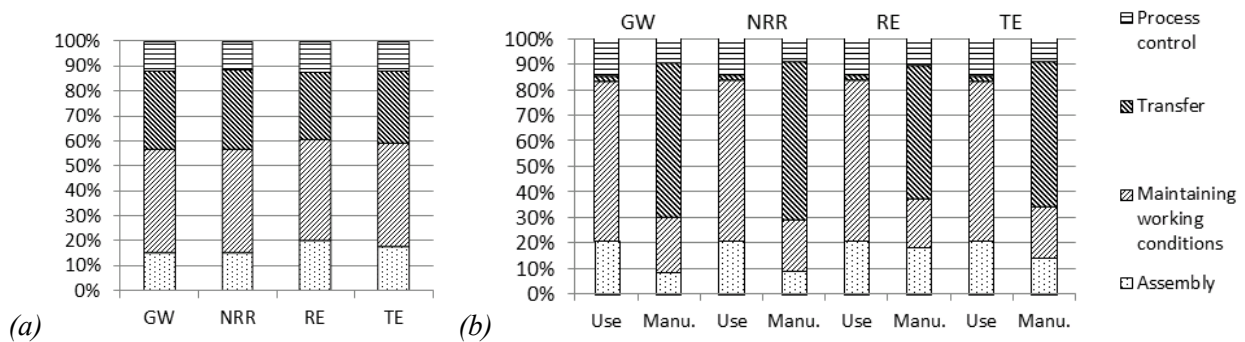 100%
90%
80%
70%
60%
50%
40%
30%
20%
10%
0%
GW NRR RE TE
(a)
GW NRR RE TE
100%
90%
80%
70%
60%
50%
40%
30%
20%
10%
0%
Use Manu. Use Manu. Use Manu. Use Manu.
(b)
Process
control
Transfer
Maintaining
working
conditions
Assembly